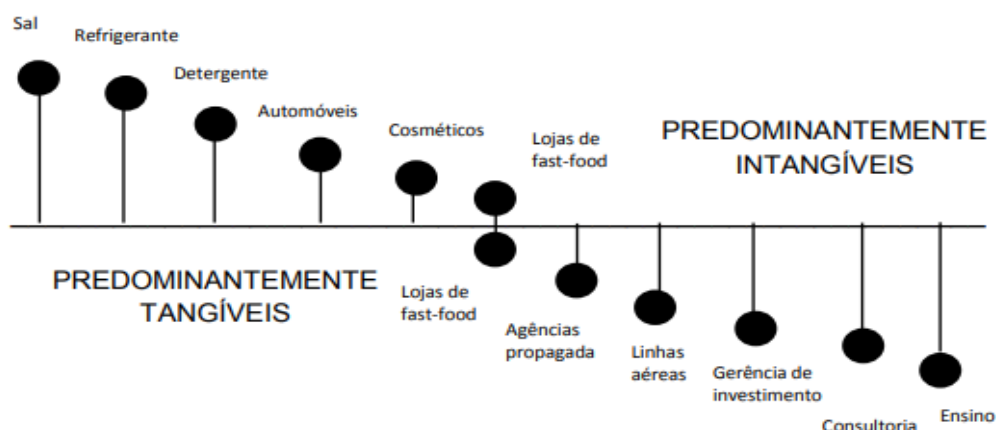 Sal
Refrigerante
Detergente
Automóveis
Cosméticos
Lojas de
fast-food
PREDOMINANTEMENTE
INTANGÍVEIS
PREDOMINANTEMENTE
TANGÍVEIS
Lojas de
fast-food
Agências
propagada
Linhas
aéreas
Gerência de
investimento
Consultoria
Ensino